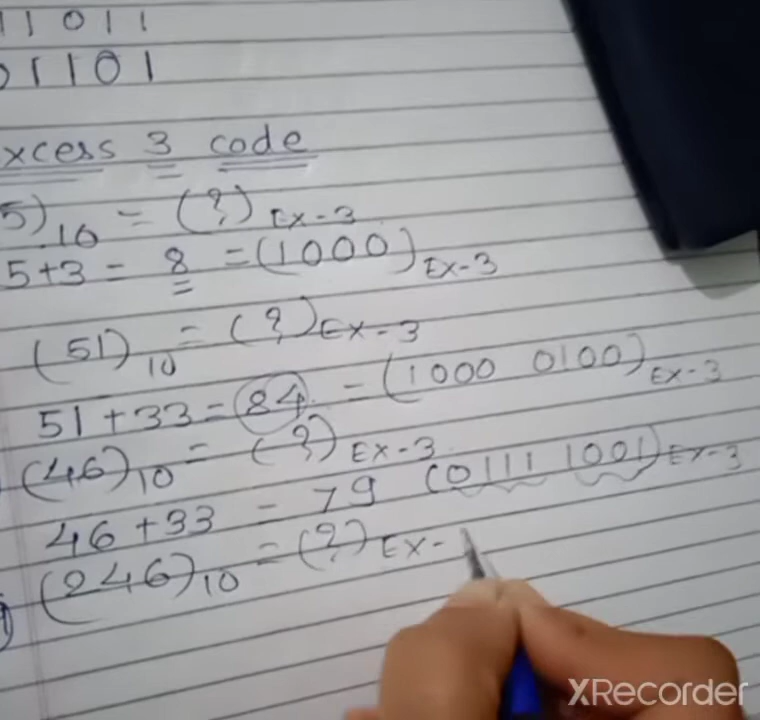 11011
01101
xcess 3 code
5)10 = (?)Ex-3
5+3 = 8 = (1000)Ex-3
(51)10 = (?)Ex-3
51+33 = 84 = (1000 0100)Ex-3
(46)10 = (?)Ex-3
46+33 = 79 (0111 1001)Ex-3
(246)10 = (?)Ex-
XRecorder